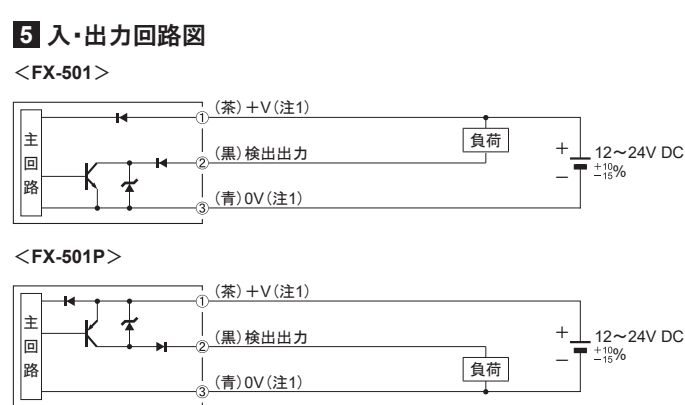 5 入・出力回路図
＜FX-501＞
主回路
① (茶)＋V(注1)
② (黒)検出出力
③ (青)0V(注1)
負荷
＋
－
12～24V DC
＋10
－15%
＜FX-501P＞
主回路
① (茶)＋V(注1)
② (黒)検出出力
③ (青)0V(注1)
負荷
＋
－
12～24V DC
＋10
－15%